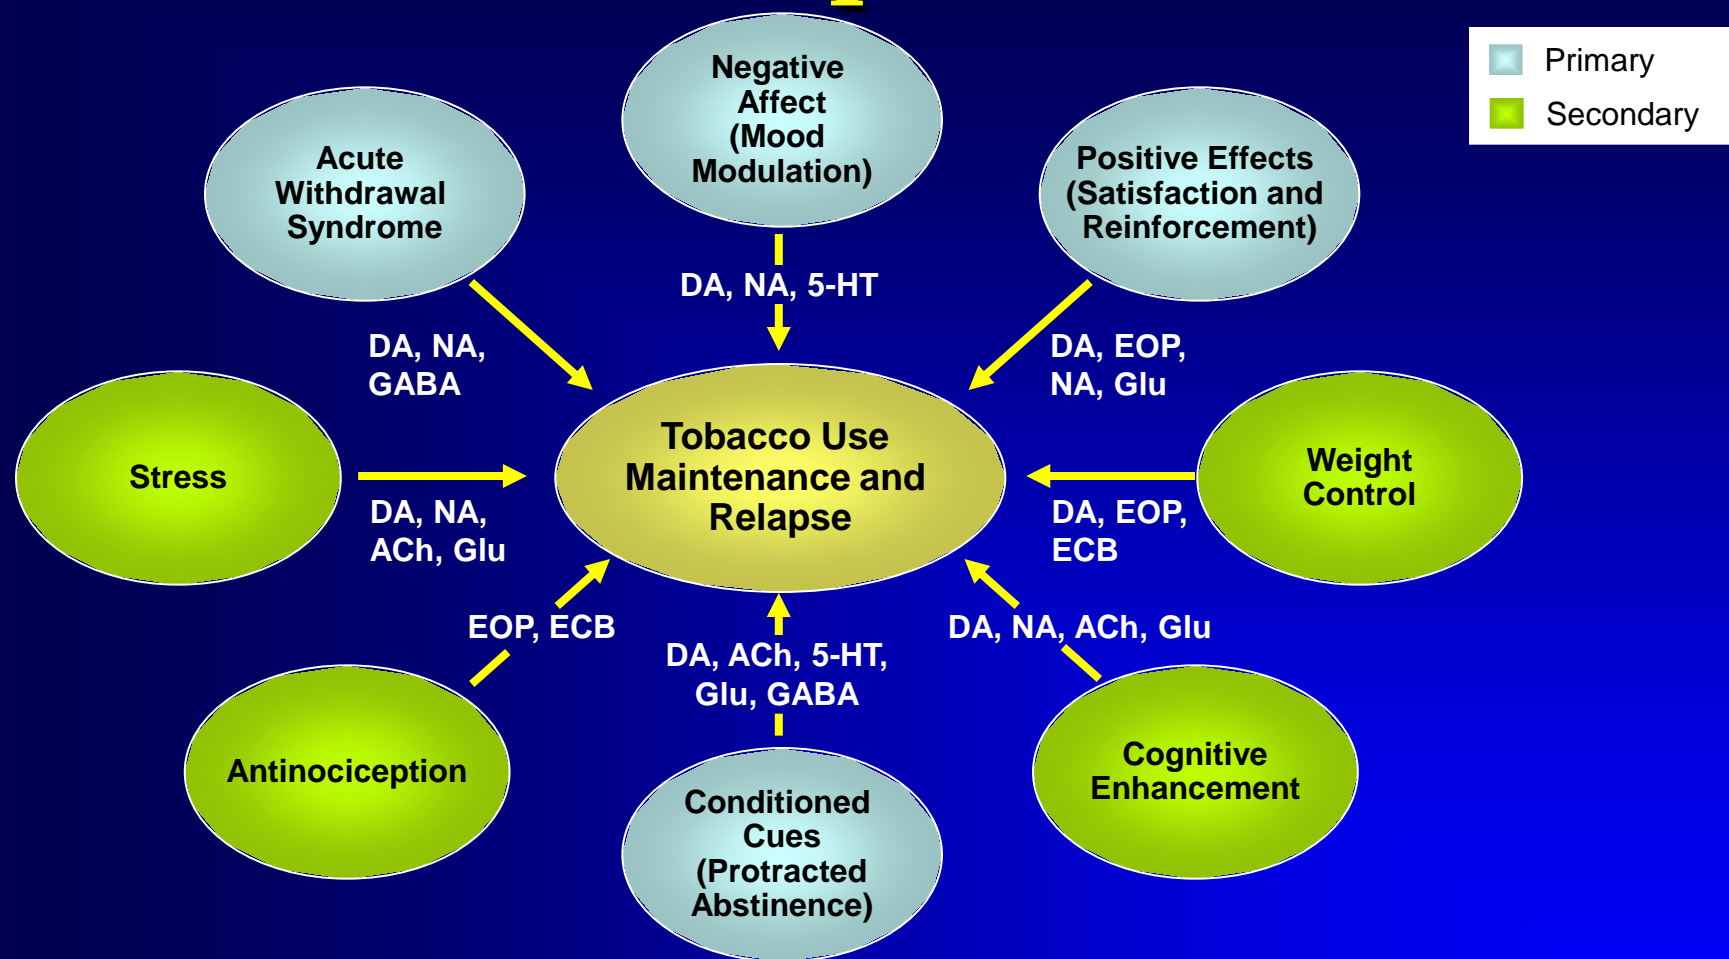 Primary
Secondary
Negative
Affect
(Mood
Modulation)
Acute
Withdrawal
Syndrome
Positive Effects
(Satisfaction and
Reinforcement)
DA, NA, 5-HT
DA, NA,
GABA
DA, EOP,
NA, Glu
Stress
Tobacco Use
Maintenance and
Relapse
Weight
Control
DA, NA,
ACh, Glu
DA, EOP,
ECB
EOP, ECB
DA, ACh, 5-HT,
Glu, GABA
DA, NA, ACh, Glu
Antinociception
Conditioned
Cues
(Protracted
Abstinence)
Cognitive
Enhancement